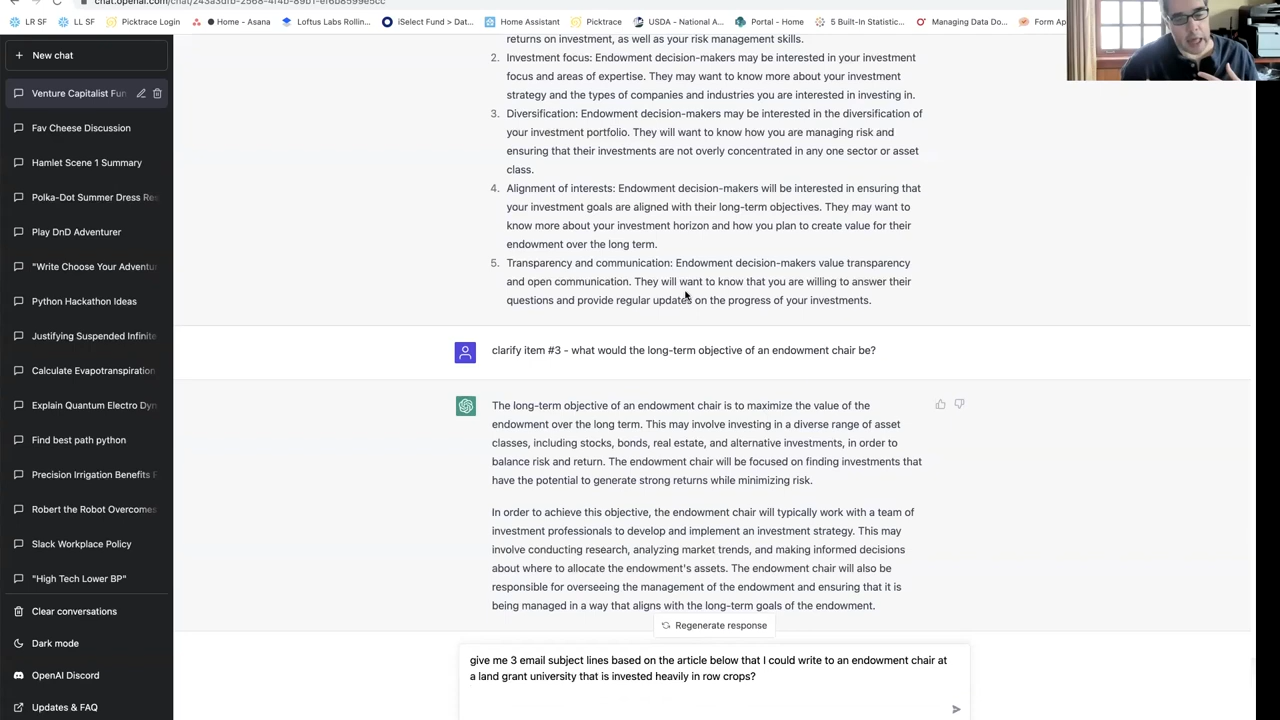 chat.openai.com/chat/243a3dfb-2568-4f4b-89b1-ef6b8599e5cc
LR SF
LL SF
Picktrace Login
Home - Asana
Loftus Labs Rollin...
iSelect Fund > Dat...
Home Assistant
Picktrace
USDA - National A...
Portal - Home
5 Built-In Statistic...
Managing Data Do...
Form Ap
New chat
Venture Capitalist Fun
Fav Cheese Discussion
Hamlet Scene 1 Summary
Polka-Dot Summer Dress Res
Play DnD Adventurer
"Write Choose Your Adventu
Python Hackathon Ideas
Justifying Suspended Infinite
Calculate Evapotranspiration
Explain Quantum Electro Dyn
Find best path python
Precision Irrigation Benefits F
Robert the Robot Overcomes
Slack Workplace Policy
"High Tech Lower BP"
Clear conversations
Dark mode
OpenAI Discord
Updates & FAQ
returns on investment, as well as your risk management skills.
2. Investment focus: Endowment decision-makers may be interested in your investment
focus and areas of expertise. They may want to know more about your investment
strategy and the types of companies and industries you are interested in investing in.
3. Diversification: Endowment decision-makers may be interested in the diversification of
your investment portfolio. They will want to know how you are managing risk and
ensuring that their investments are not overly concentrated in any one sector or asset
class.
4. Alignment of interests: Endowment decision-makers will be interested in ensuring that
your investment goals are aligned with their long-term objectives. They may want to
know more about your investment horizon and how you plan to create value for their
endowment over the long term.
5. Transparency and communication: Endowment decision-makers value transparency
and open communication. They will want to know that you are willing to answer their
questions and provide regular updates on the progress of your investments.
clarify item #3 - what would the long-term objective of an endowment chair be?
The long-term objective of an endowment chair is to maximize the value of the
endowment over the long term. This may involve investing in a diverse range of asset
classes, including stocks, bonds, real estate, and alternative investments, in order to
balance risk and return. The endowment chair will be focused on finding investments that
have the potential to generate strong returns while minimizing risk.
In order to achieve this objective, the endowment chair will typically work with a team of
investment professionals to develop and implement an investment strategy. This may
involve conducting research, analyzing market trends, and making informed decisions
about where to allocate the endowment's assets. The endowment chair will also be
responsible for overseeing the management of the endowment and ensuring that it is
being managed in a way that aligns with the long-term goals of the endowment.
Regenerate response
give me 3 email subject lines based on the article below that I could write to an endowment chair at
a land grant university that is invested heavily in row crops?